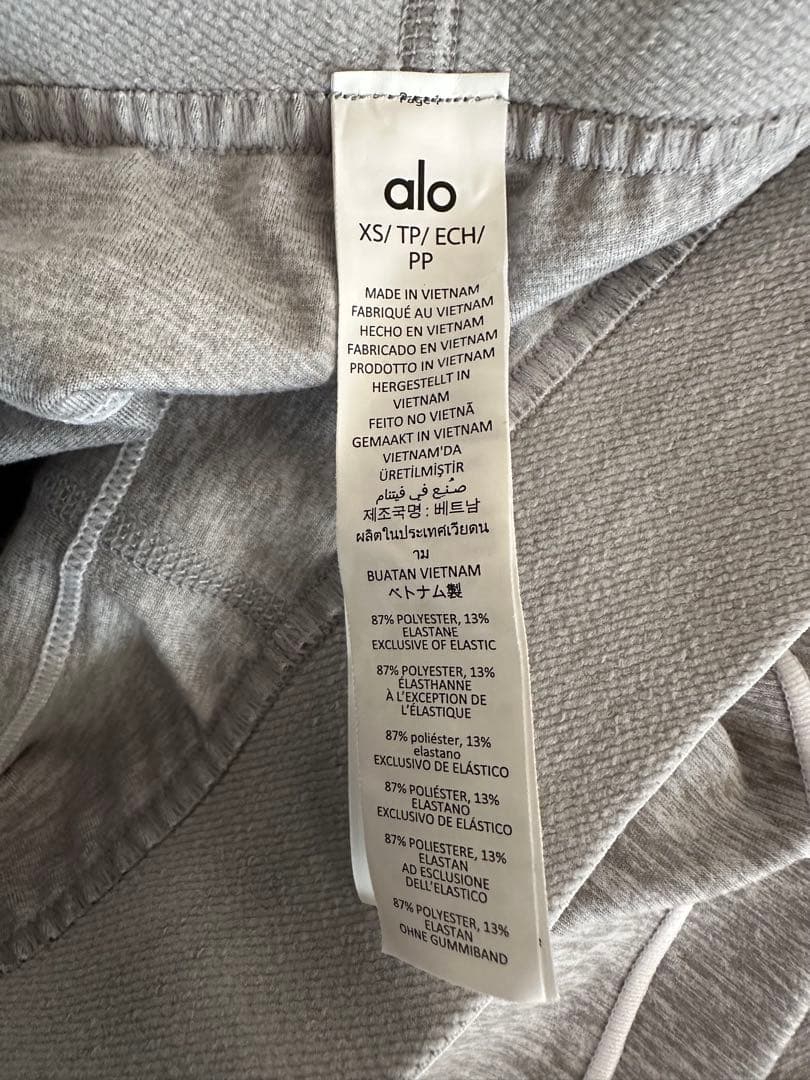 Page 1
alo
XS/ TP/ ECH/
PP
MADE IN VIETNAM
FABRIQUÉ AU VIETNAM
HECHO EN VIETNAM
FABRICADO EN VIETNAM
PRODOTTO IN VIETNAM
HERGESTELLT IN
VIETNAM
FEITO NO VIETNÃ
GEMAAKT IN VIETNAM
VIETNAM'DA
ÜRETİLMİŞTİR
صُنِع في فيتنام
제조국명 : 베트남
ผลิตในประเทศเวียดน
าม
BUATAN VIETNAM
ベトナム製
87% POLYESTER, 13%
ELASTANE
EXCLUSIVE OF ELASTIC
87% POLYESTER, 13%
ÉLASTHANNE
À L'EXCEPTION DE
L'ÉLASTIQUE
87% poliéster, 13%
elastano
EXCLUSIVO DE ELÁSTICO
87% POLIÉSTER, 13%
ELASTANO
EXCLUSIVO DE ELÁSTICO
87% POLIESTERE, 13%
ELASTAN
AD ESCLUSIONE
DELL'ELASTICO
87% POLYESTER, 13%
ELASTAN
OHNE GUMMIBAND